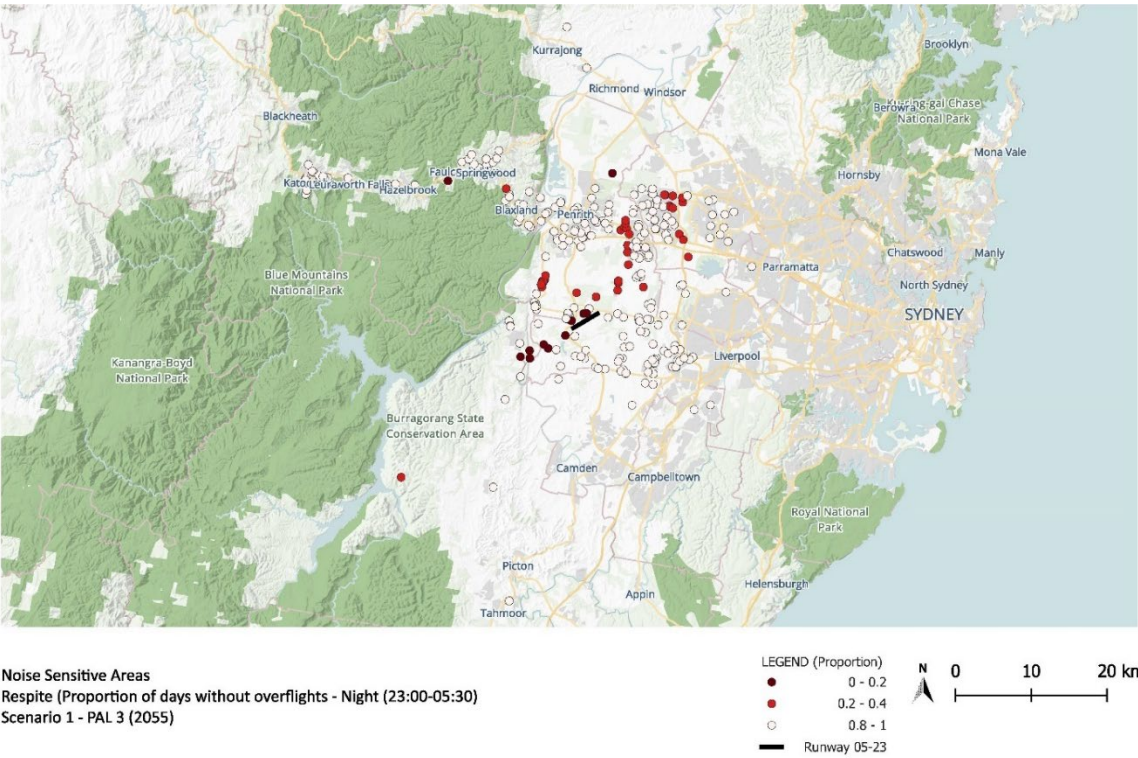 Kurrajong
Brooklyn
Richmond
Windsor
Berowra
Ku-ring-gai Chase
National Park
Blackheath
Mona Vale
Springwood
Hornsby
Hazelbrook
Blaxland
Penrith
Chatswood
Manly
Parramatta
Blue Mountains
National Park
North Sydney
SYDNEY
Liverpool
Kanangra-Boyd
National Park
Burragorang State
Conservation Area
Camden
Campbelltown
Royal National
Park
Picton
Helensburgh
Appin
Tahmoor
Noise Sensitive Areas
Respite (Proportion of days without overflights - Night (23:00-05:30)
Scenario 1 - PAL 3 (2055)
LEGEND (Proportion)
0 - 0.2
0.2 - 0.4
0.8 - 1
Runway 05-23
N
0 10 20 km